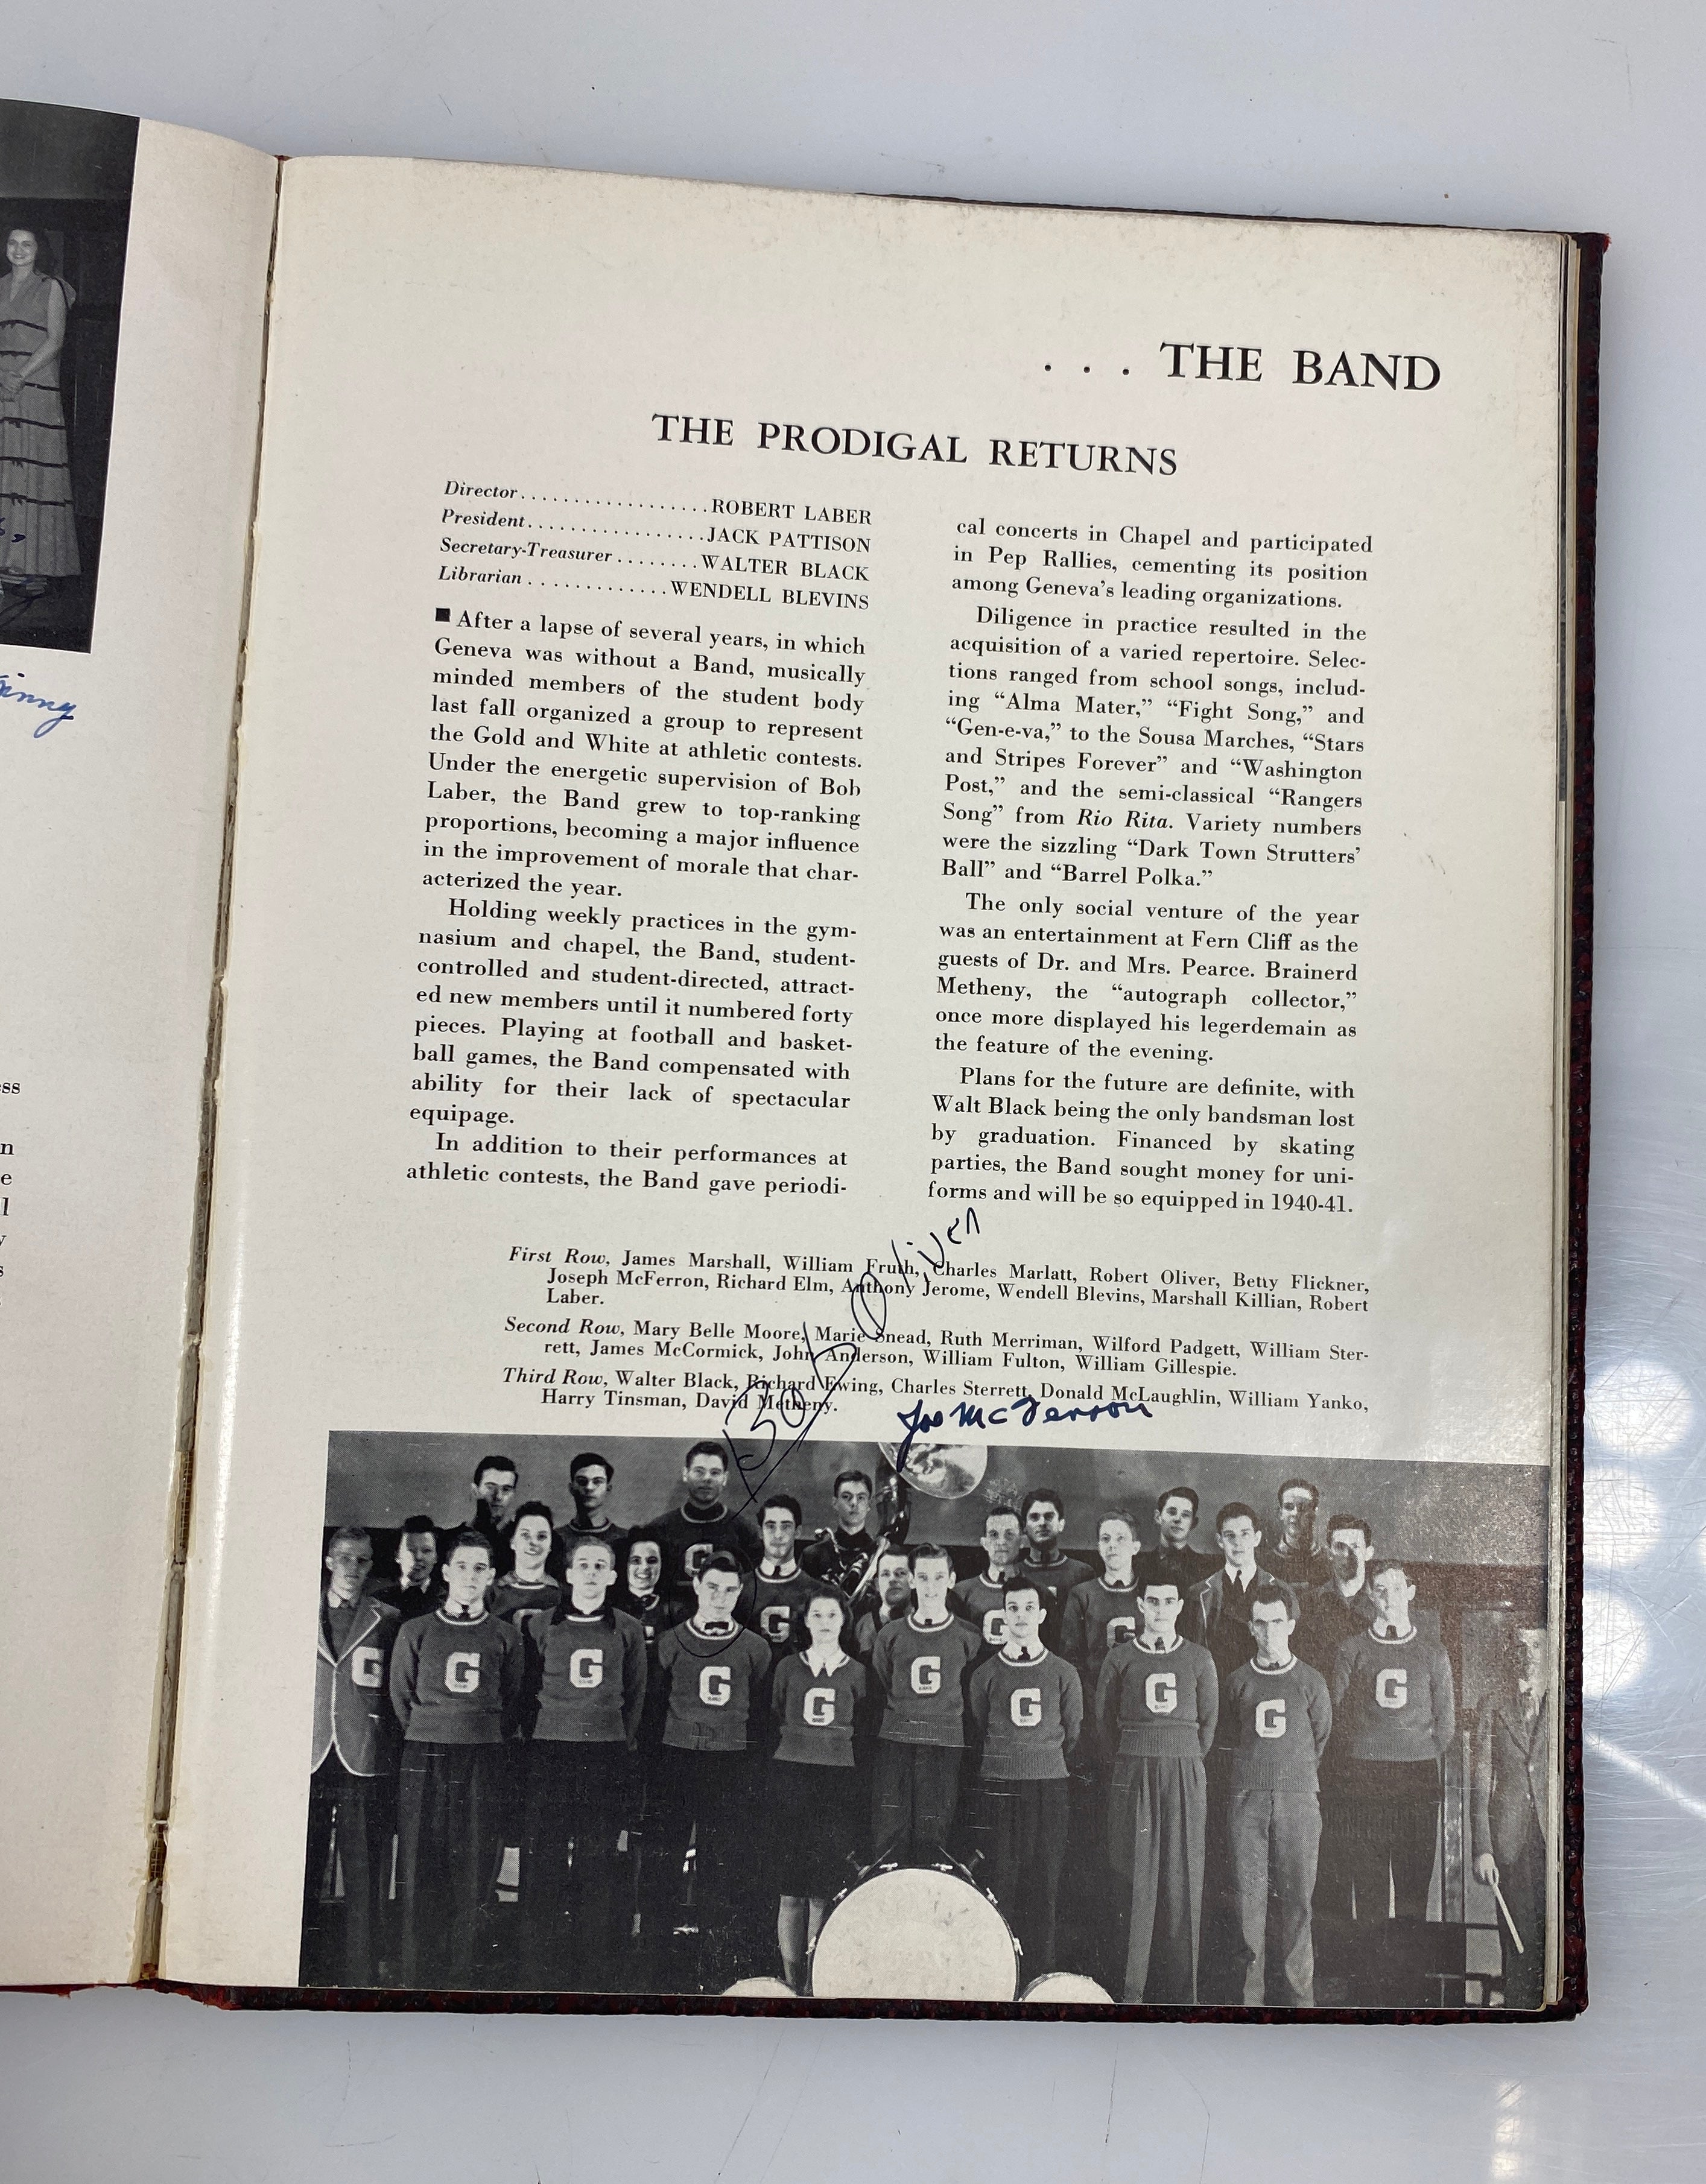 . . . THE BAND
THE PRODIGAL RETURNS
Director..................ROBERT LABER
President.................JACK PATTISON
Secretary-Treasurer........WALTER BLACK
Librarian .............WENDELL BLEVINS
■ After a lapse of several years, in which
Geneva was without a Band, musically
minded members of the student body
last fall organized a group to represent
the Gold and White at athletic contests.
Under the energetic supervision of Bob
Laber, the Band grew to top-ranking
proportions, becoming a major influence
in the improvement of morale that char-
acterized the year.
Holding weekly practices in the gym-
nasium and chapel, the Band, student-
controlled and student-directed, attract-
ed new members until it numbered forty
pieces. Playing at football and basket-
ball games, the Band compensated with
ability for their lack of spectacular
equipage.
In addition to their performances at
athletic contests, the Band gave periodi-
cal concerts in Chapel and participated
in Pep Rallies, cementing its position
among Geneva's leading organizations.
Diligence in practice resulted in the
acquisition of a varied repertoire. Selec-
tions ranged from school songs, includ-
ing “Alma Mater,” “Fight Song,” and
“Gen-e-va,” to the Sousa Marches, “Stars
and Stripes Forever” and “Washington
Post,” and the semi-classical “Rangers
Song” from Rio Rita. Variety numbers
were the sizzling “Dark Town Strutters’
Ball” and “Barrel Polka.”
The only social venture of the year
was an entertainment at Fern Cliff as the
guests of Dr. and Mrs. Pearce. Brainerd
Metheny, the “autograph collector,”
once more displayed his legerdemain as
the feature of the evening.
Plans for the future are definite, with
Walt Black being the only bandsman lost
by graduation. Financed by skating
parties, the Band sought money for uni-
forms and will be so equipped in 1940-41.
First Row, James Marshall, William Fruth, Charles Marlatt, Robert Oliver, Betty Flickner,
Joseph McFerron, Richard Elm, Anthony Jerome, Wendell Blevins, Marshall Killian, Robert
Laber.
Second Row, Mary Belle Moore, Marie Snead, Ruth Merriman, Wilford Padgett, William Ster-
rett, James McCormick, John Anderson, William Fulton, William Gillespie.
Third Row, Walter Black, Richard Ewing, Charles Sterrett, Donald McLaughlin, William Yanko,
Harry Tinsman, David Metheny.
Bob Oliver
Joe McFerron
G
G
G
G
G
G
G
G
G
G
G
G
G
G
ess
n
e
l
y
s